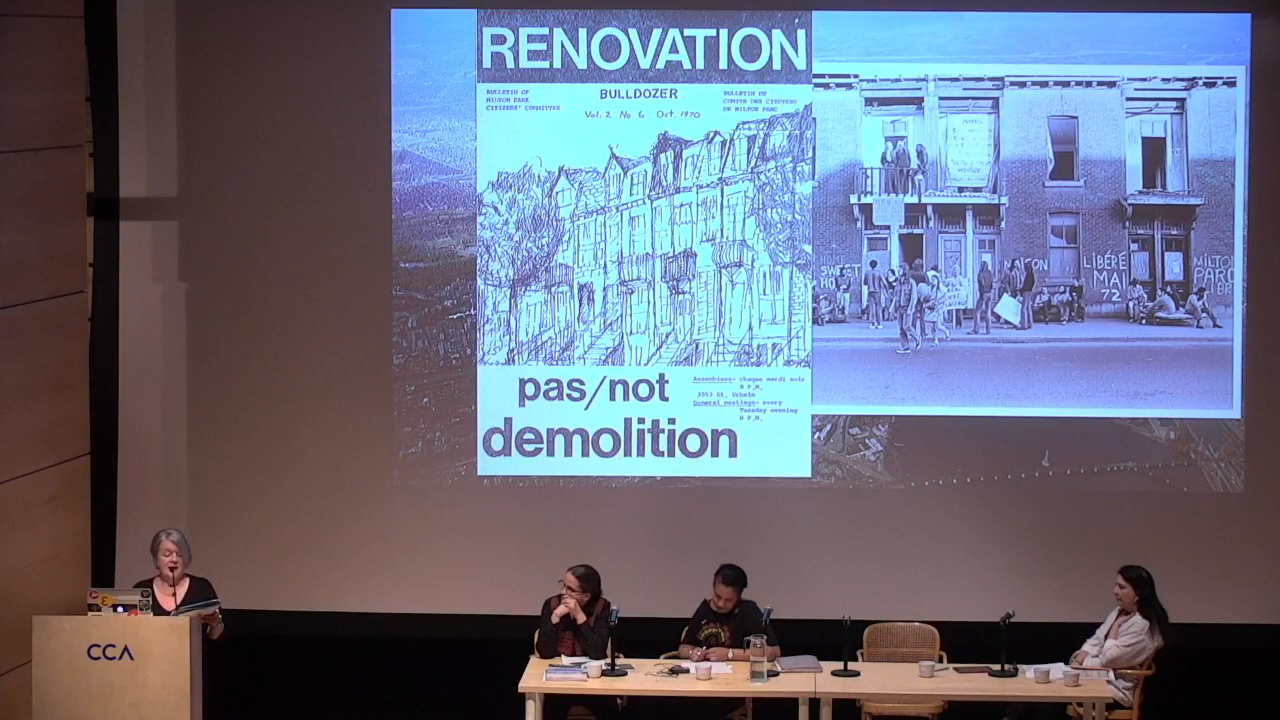 RENOVATION
BULLETIN OF
MILTON PARK
CITIZENS' COMMITTEE
BULLDOZER
Vol. 2 No 6 Oct. 1970
BULLETIN DU
COMITE DES CITOYENS
DE MILTON PARC
pas/not
demolition
Assemblees- chaque mardi soir
8 P.M.
3553 St. Urbain
General meetings- every
Tuesday evening
8 P.M.
SWEET
LIBÉRÉ
MAI
72
MILTON
PARC
CCA